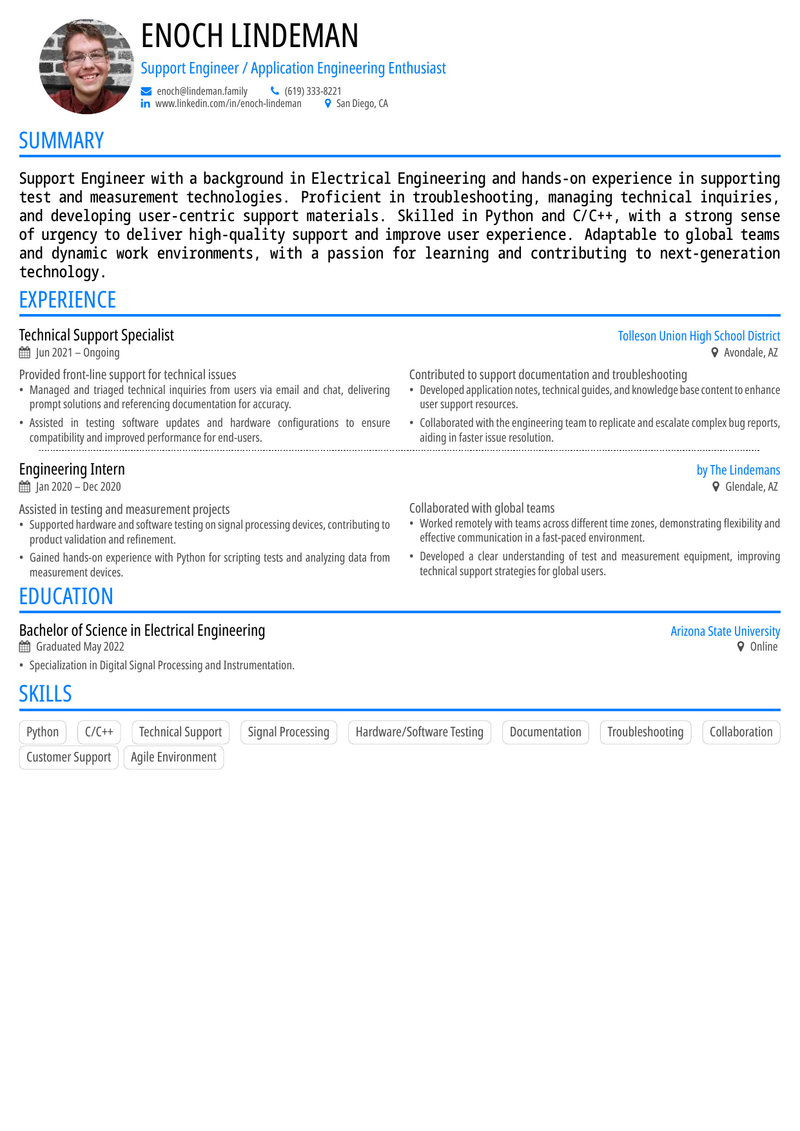 ENOCH LINDEMAN
Support Engineer / Application Engineering Enthusiast
enoch@lindeman.family (619) 333-8221
www.linkedin.com/in/enoch-lindeman San Diego, CA
SUMMARY
Support Engineer with a background in Electrical Engineering and hands-on experience in supporting
test and measurement technologies. Proficient in troubleshooting, managing technical inquiries,
and developing user-centric support materials. Skilled in Python and C/C++, with a strong sense
of urgency to deliver high-quality support and improve user experience. Adaptable to global teams
and dynamic work environments, with a passion for learning and contributing to next-generation
technology.
EXPERIENCE
Technical Support Specialist Tolleson Union High School District
Jun 2021 – Ongoing Avondale, AZ
Provided front-line support for technical issues
• Managed and triaged technical inquiries from users via email and chat, delivering
prompt solutions and referencing documentation for accuracy.
• Assisted in testing software updates and hardware configurations to ensure
compatibility and improved performance for end-users.
Contributed to support documentation and troubleshooting
• Developed application notes, technical guides, and knowledge base content to enhance
user support resources.
• Collaborated with the engineering team to replicate and escalate complex bug reports,
aiding in faster issue resolution.
Engineering Intern by The Lindemans
Jan 2020 – Dec 2020 Glendale, AZ
Assisted in testing and measurement projects
• Supported hardware and software testing on signal processing devices, contributing to
product validation and refinement.
• Gained hands-on experience with Python for scripting tests and analyzing data from
measurement devices.
Collaborated with global teams
• Worked remotely with teams across different time zones, demonstrating flexibility and
effective communication in a fast-paced environment.
• Developed a clear understanding of test and measurement equipment, improving
technical support strategies for global users.
EDUCATION
Bachelor of Science in Electrical Engineering Arizona State University
Graduated May 2022 Online
• Specialization in Digital Signal Processing and Instrumentation.
SKILLS
Python C/C++ Technical Support Signal Processing Hardware/Software Testing Documentation Troubleshooting Collaboration
Customer Support Agile Environment